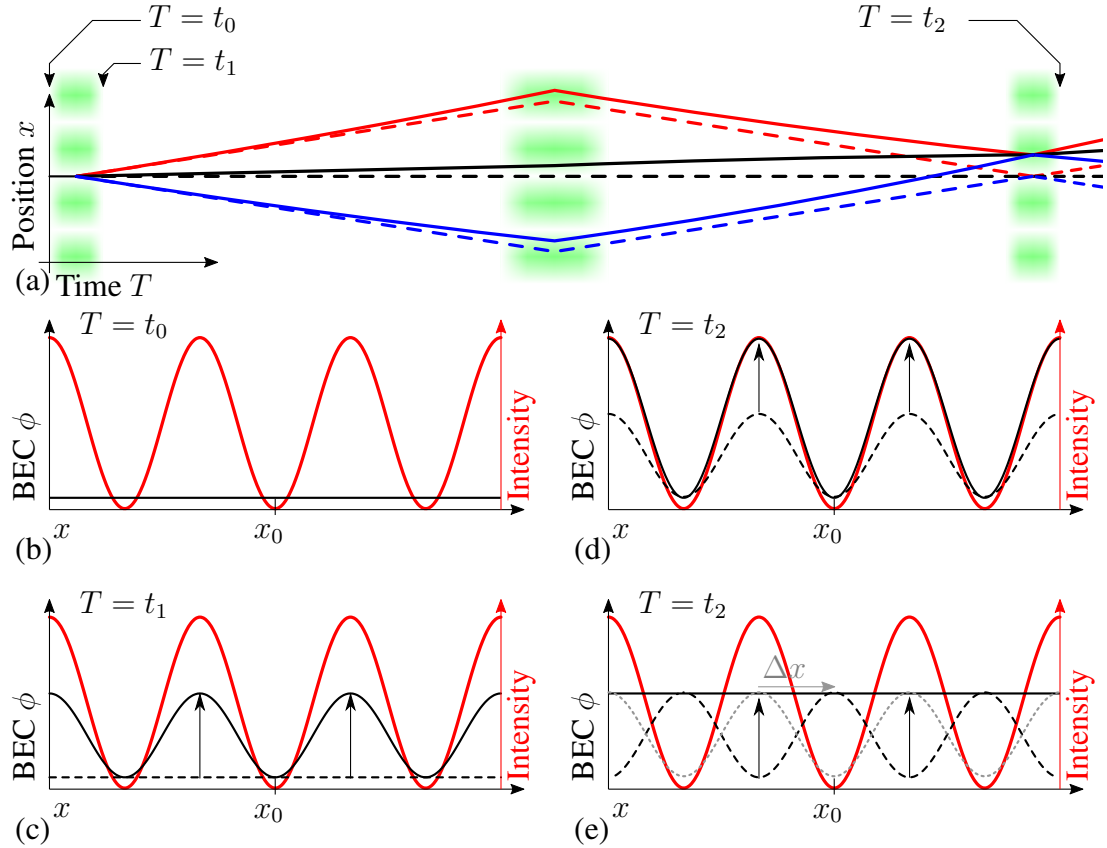 T = t₀
T = t₁
T = t₂
Position x
Time T
(a)
T = t₀
BEC ϕ
Intensity
x
x₀
(b)
T = t₂
BEC ϕ
Intensity
x₀
(d)
T = t₁
BEC ϕ
Intensity
x
x₀
(c)
T = t₂
Δx
BEC ϕ
Intensity
x
x₀
(e)